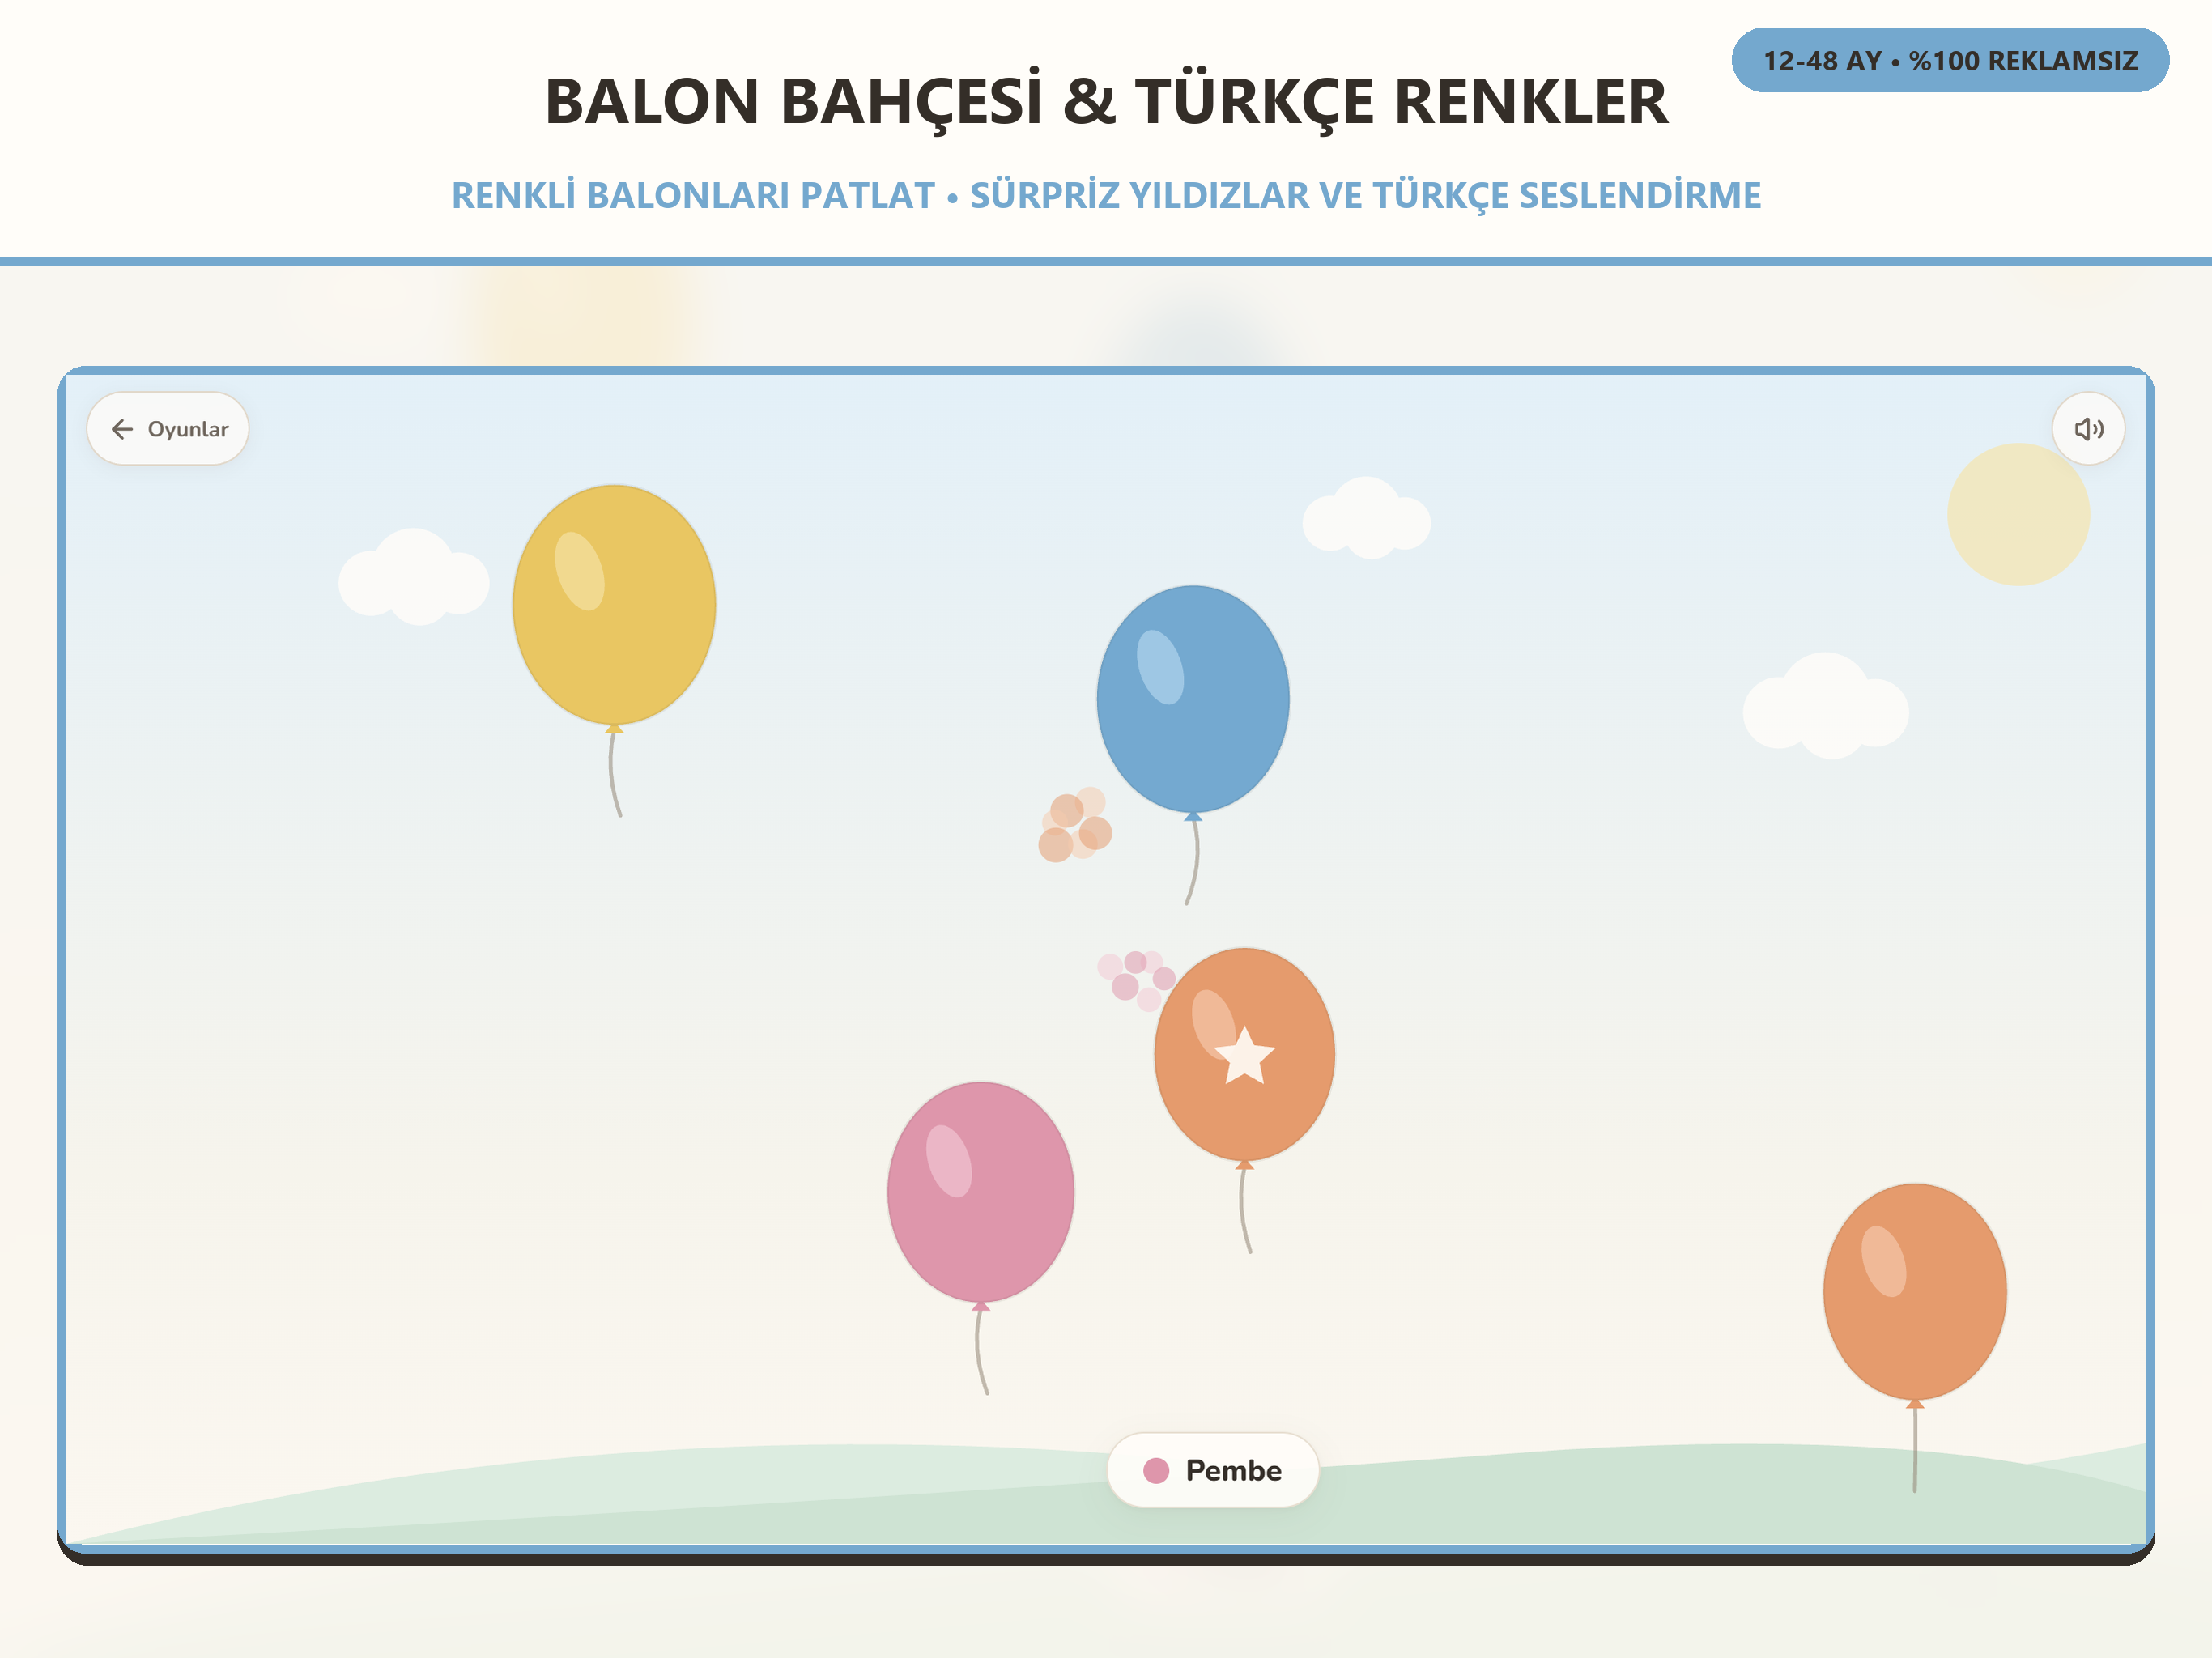 12-48 AY • %100 REKLAMSIZ
BALON BAHÇESİ & TÜRKÇE RENKLER
RENKLİ BALONLARI PATLAT • SÜRPRİZ YILDIZLAR VE TÜRKÇE SESLENDİRME
Oyunlar
Pembe